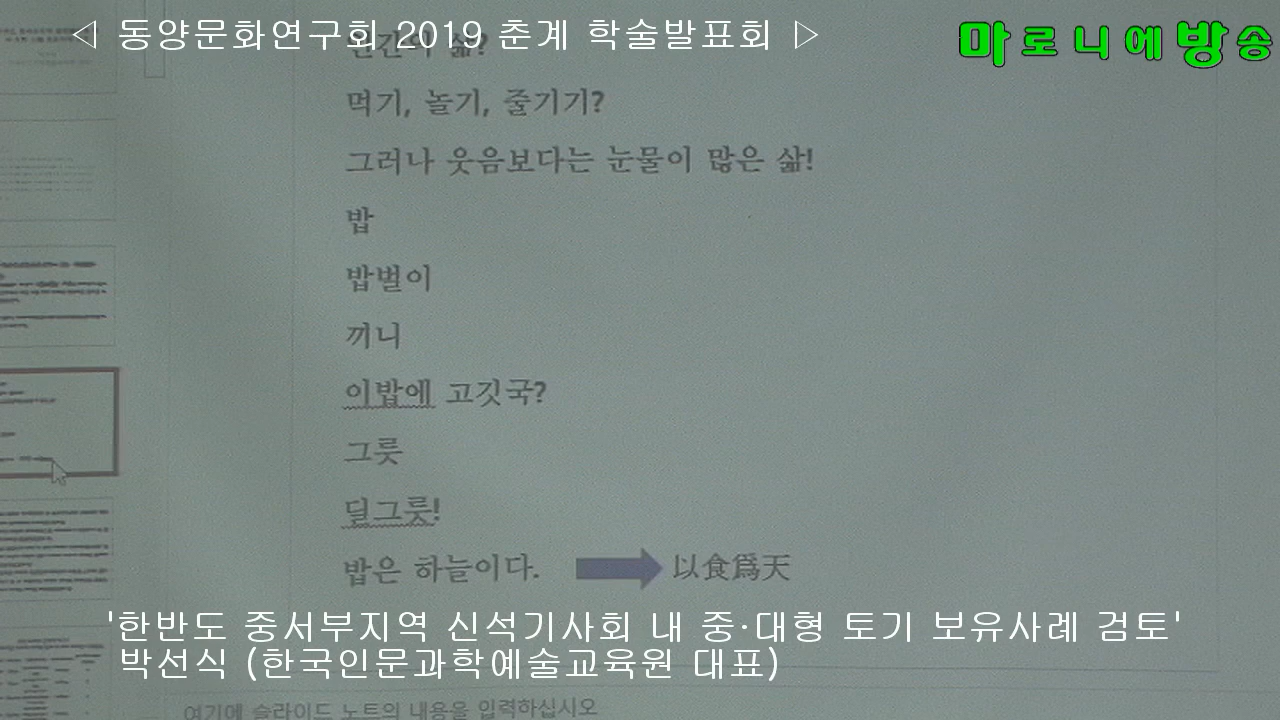 ◁ 동양문화연구회 2019 춘계 학술발표회 ▷
마로니에방송
인간의 삶?
먹기, 놀기, 줄기기?
그러나 웃음보다는 눈물이 많은 삶!
밥
밥벌이
끼니
이밥에 고깃국?
그릇
딜그릇!
밥은 하늘이다. 以食爲天
'한반도 중서부지역 신석기사회 내 중·대형 토기 보유사례 검토'
박선식 (한국인문과학예술교육원 대표)
여기에 슬라이드 노트의 내용을 입력하십시오